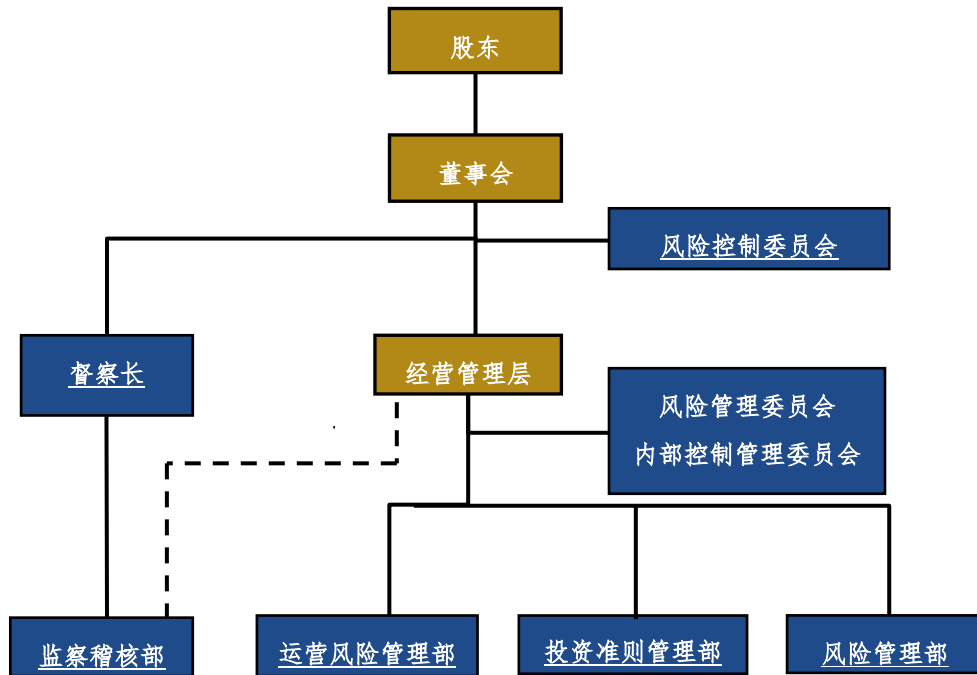 股东
董事会
风险控制委员会
督察长
经营管理层
风险管理委员会
内部控制管理委员会
监察稽核部
运营风险管理部
投资准则管理部
风险管理部